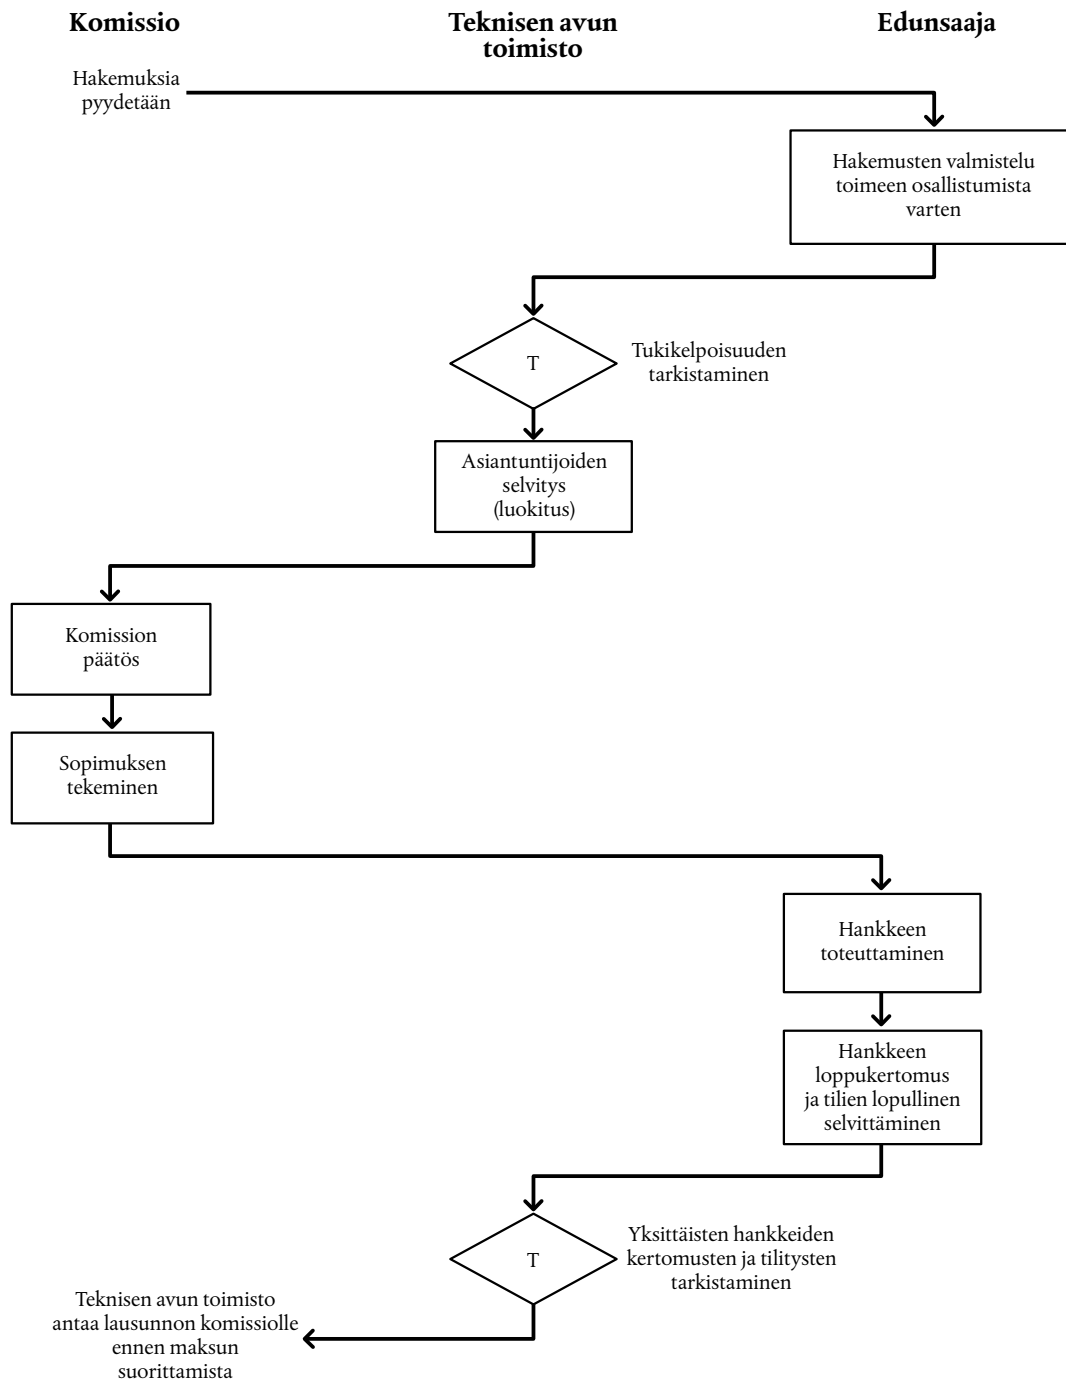 Komissio
Teknisen avun
toimisto
Edunsaaja
Hakemuksia
pyydetään
Hakemusten valmistelu
toimeen osallistumista
varten
T
Tukikelpoisuuden
tarkistaminen
Asiantuntijoiden
selvitys
(luokitus)
Komission
päätös
Sopimuksen
tekeminen
Hankkeen
toteuttaminen
Hankkeen
loppukertomus
ja tilien lopullinen
selvittäminen
T
Yksittäisten hankkeiden
kertomusten ja tilitysten
tarkistaminen
Teknisen avun toimisto
antaa lausunnon komissiolle
ennen maksun
suorittamista